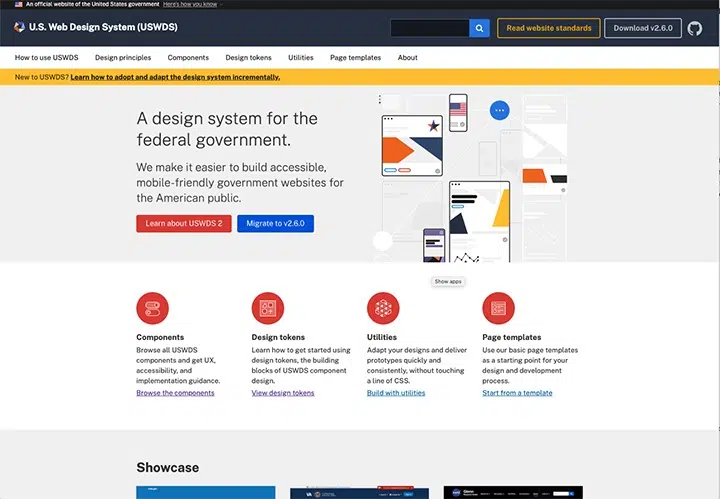 An official website of the United States government Here's how you know
U.S. Web Design System (USWDS)
Read website standards
Download v2.6.0
How to use USWDS Design principles Components Design tokens Utilities Page templates About
New to USWDS? Learn how to adopt and adapt the design system incrementally.
A design system for the
federal government.
We make it easier to build accessible,
mobile-friendly government websites for
the American public.
Learn about USWDS 2
Migrate to v2.6.0
Show apps
Components
Browse all USWDS
components and get UX,
accessibility, and
implementation guidance.
Browse the components
Design tokens
Learn how to get started using
design tokens, the building
blocks of USWDS component
design.
View design tokens
Utilities
Adapt your designs and deliver
prototypes quickly and
consistently, without touching
a line of CSS.
Build with utilities
Page templates
Use our basic page templates
as a starting point for your
design and development
process.
Start from a template
Showcase
VA
Glenn